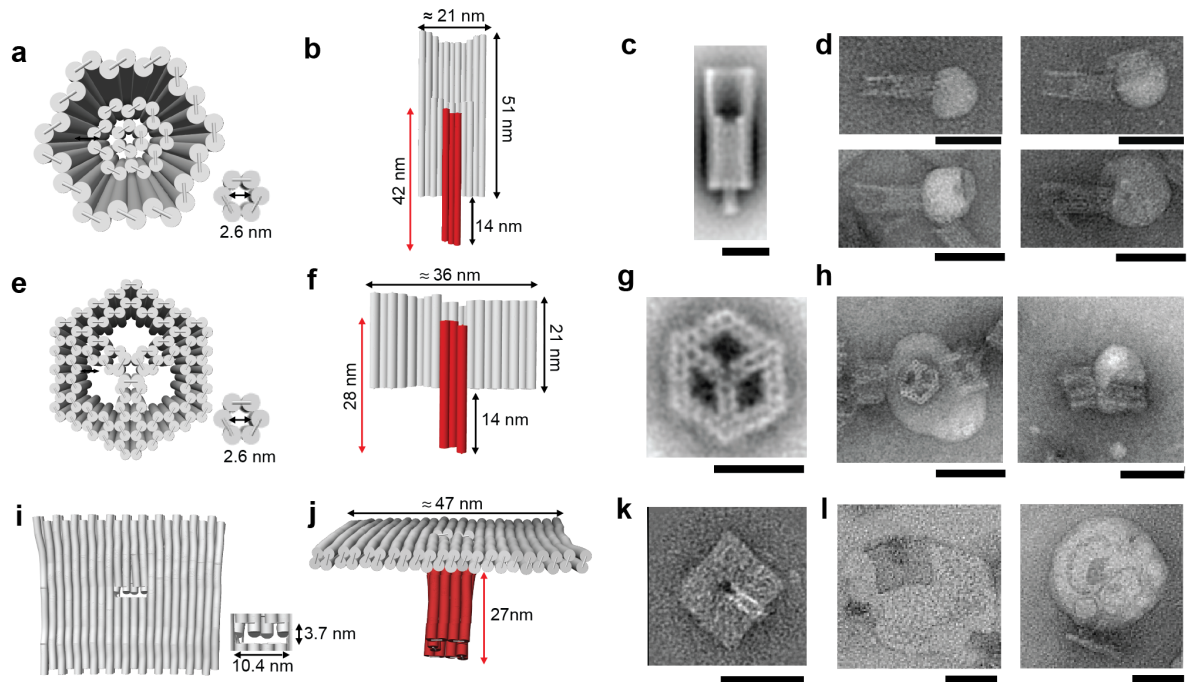 a
b
≈ 21 nm
c
d
51 nm
42 nm
14 nm
2.6 nm
e
f
≈ 36 nm
g
h
21 nm
28 nm
14 nm
2.6 nm
i
j
≈ 47 nm
k
l
27nm
3.7 nm
10.4 nm